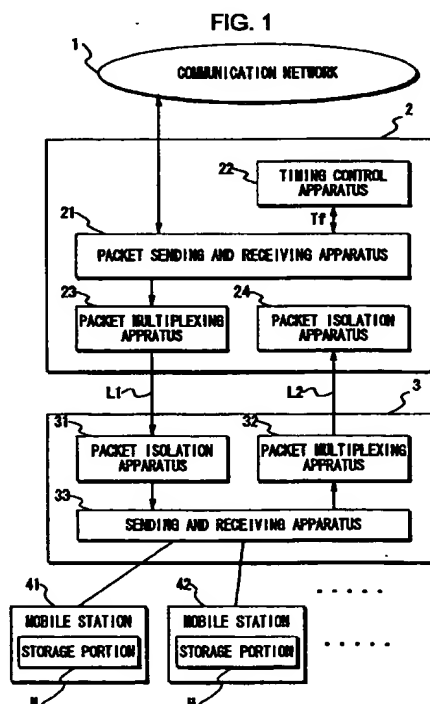 FIG. 1
1
COMMUNICATION NETWORK
2
22
TIMING CONTROL
APPARATUS
21
Tf
PACKET SENDING AND RECEIVING APPARATUS
23
24
PACKET MULTIPLEXING
APPRATUS
PACKET ISOLATION
APPARATUS
L1
L2
3
31
32
PACKET ISOLATION
APPARATUS
PACKET MULTIPLEXING
APPRATUS
33
SENDING AND RECEIVING APPARATUS
41
42
MOBILE STATION
MOBILE STATION
STORAGE PORTION
STORAGE PORTION